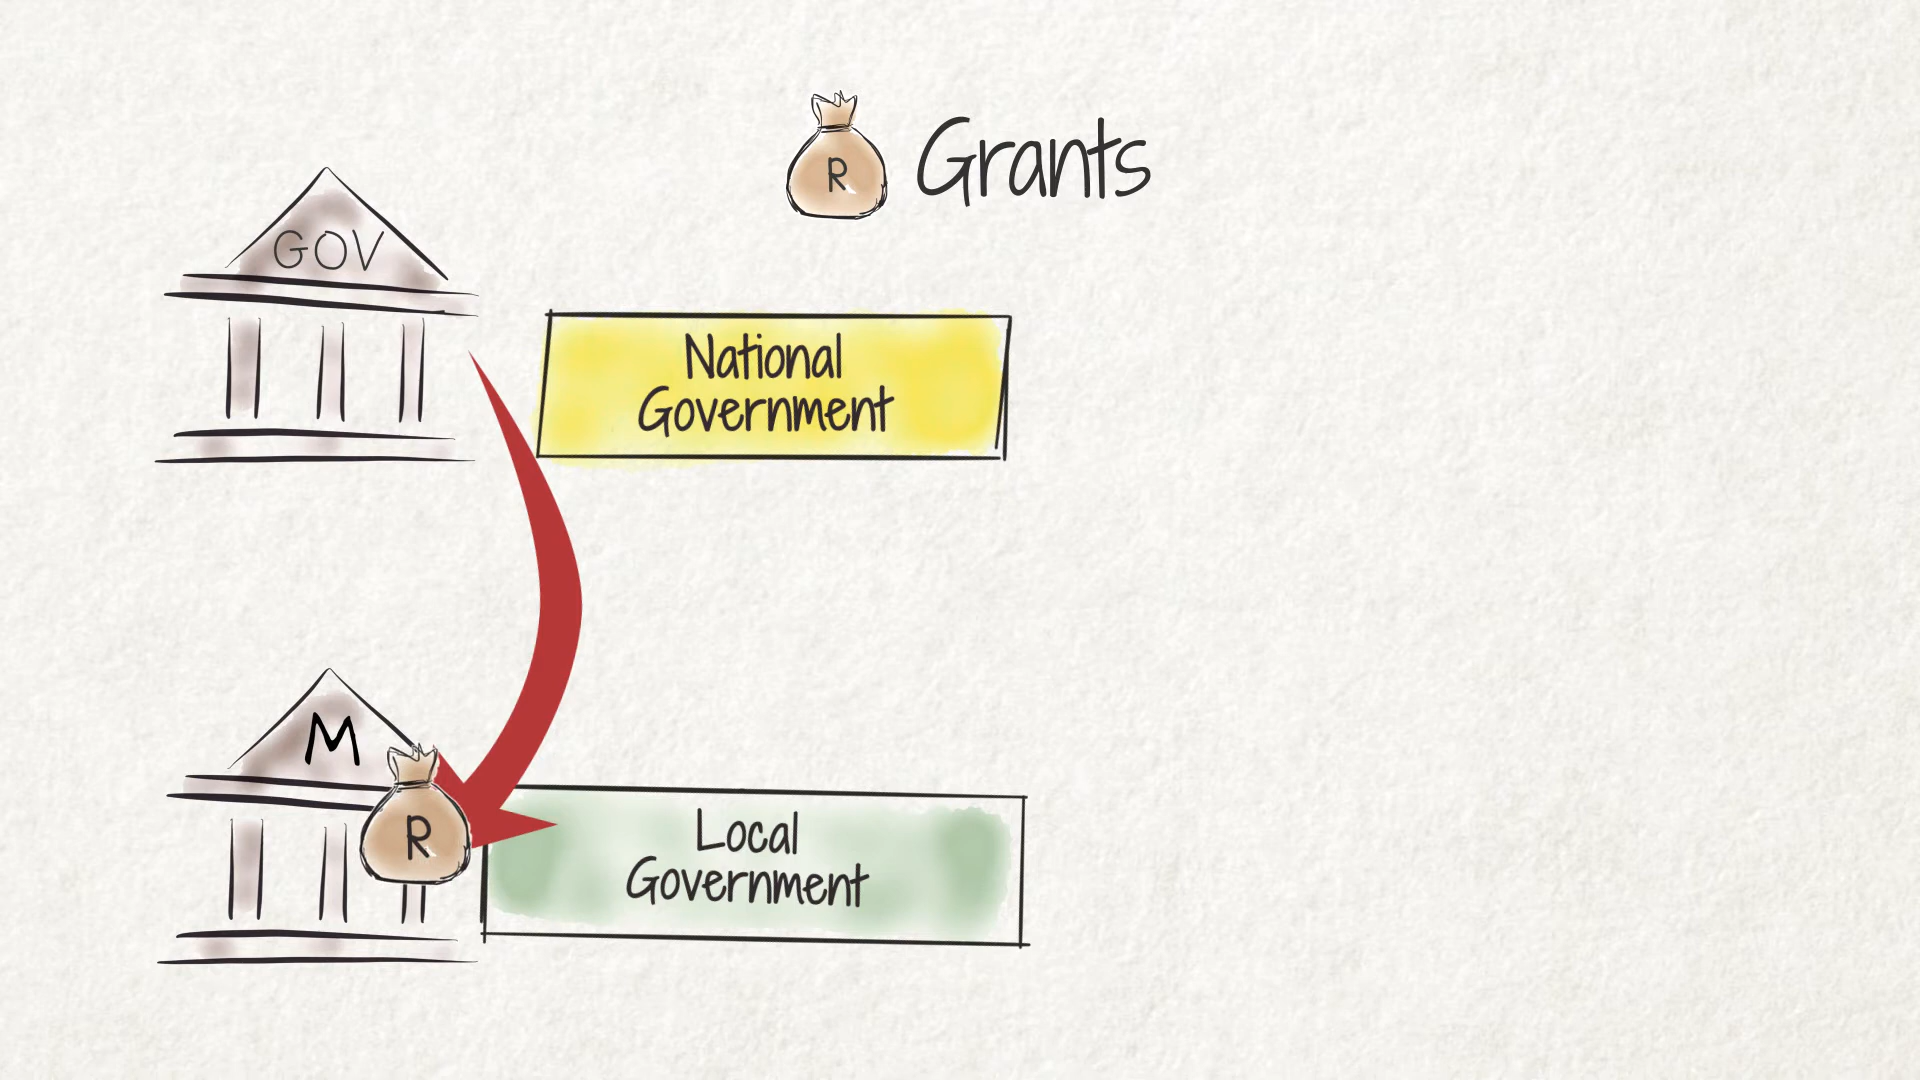 R
Grants
GOV
National
Government
M
R
Local
Government